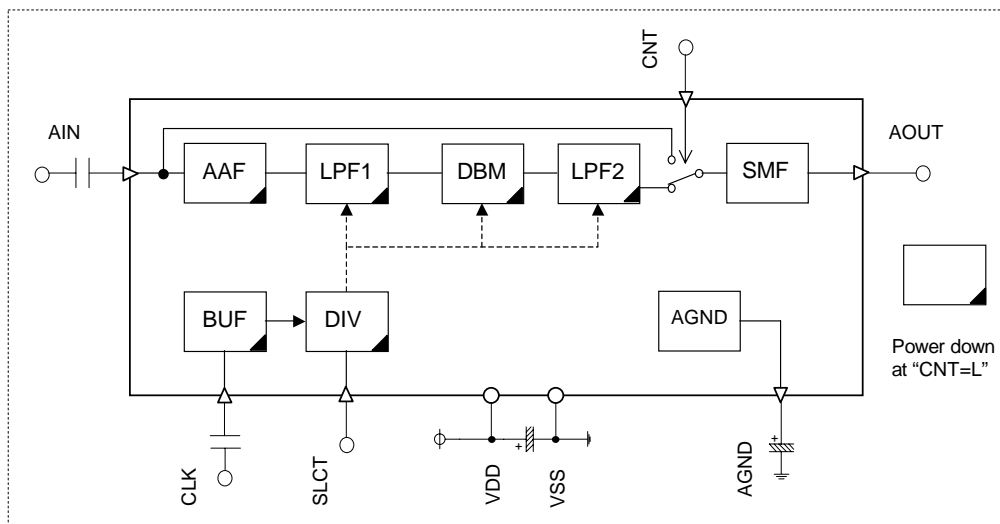 CNT
AIN
AOUT
AAF
LPF1
DBM
LPF2
SMF
BUF
DIV
AGND
Power down
at “CNT=L”
+
+
CLK
SLCT
VDD
VSS
AGND